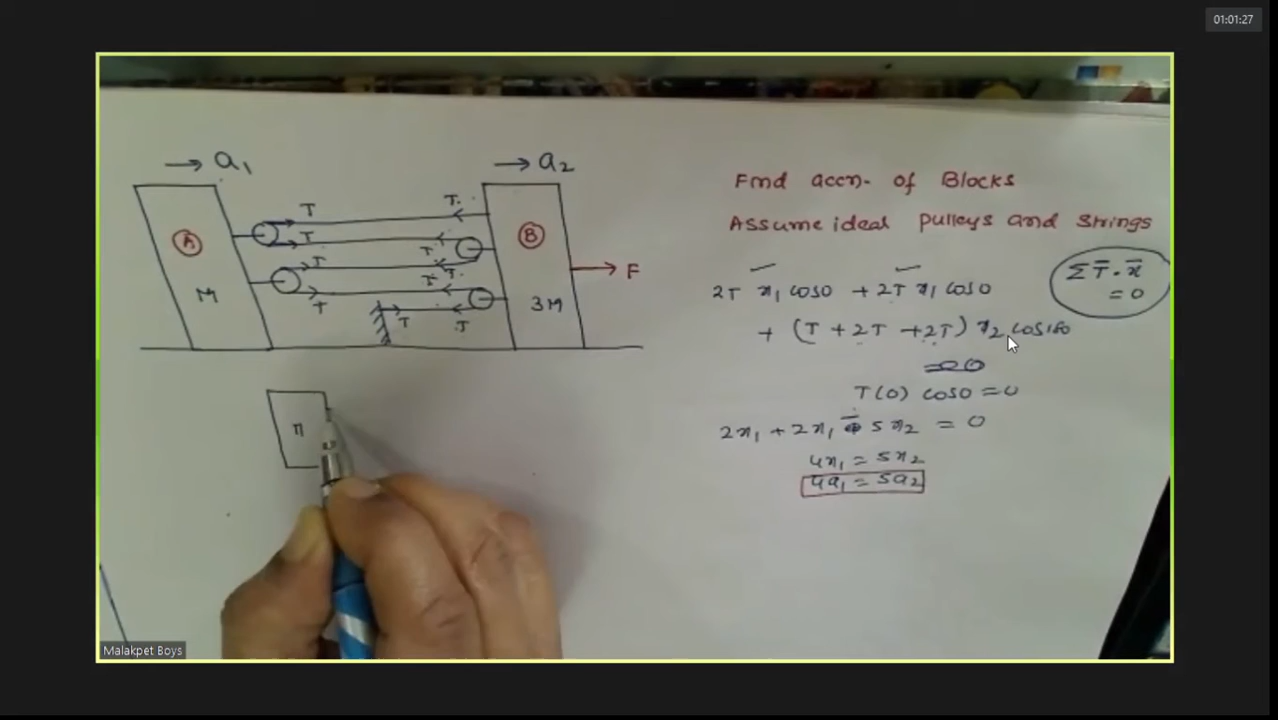 01:01:27
→ a1 → a2
T T.
T T.
T T.
T T
T T
A B
M 3M
→ F
Find accn. of Blocks
Assume ideal pulleys and strings
2T x1 cos0 + 2T x1 cos0
+ (T + 2T + 2T) x2 cos180
= 0
T(0) cos0 = 0
2x1 + 2x1 - 5x2 = 0
4x1 = 5x2
4a1 = 5a2
Σ T̄ · x̄
= 0
Malakpet Boys